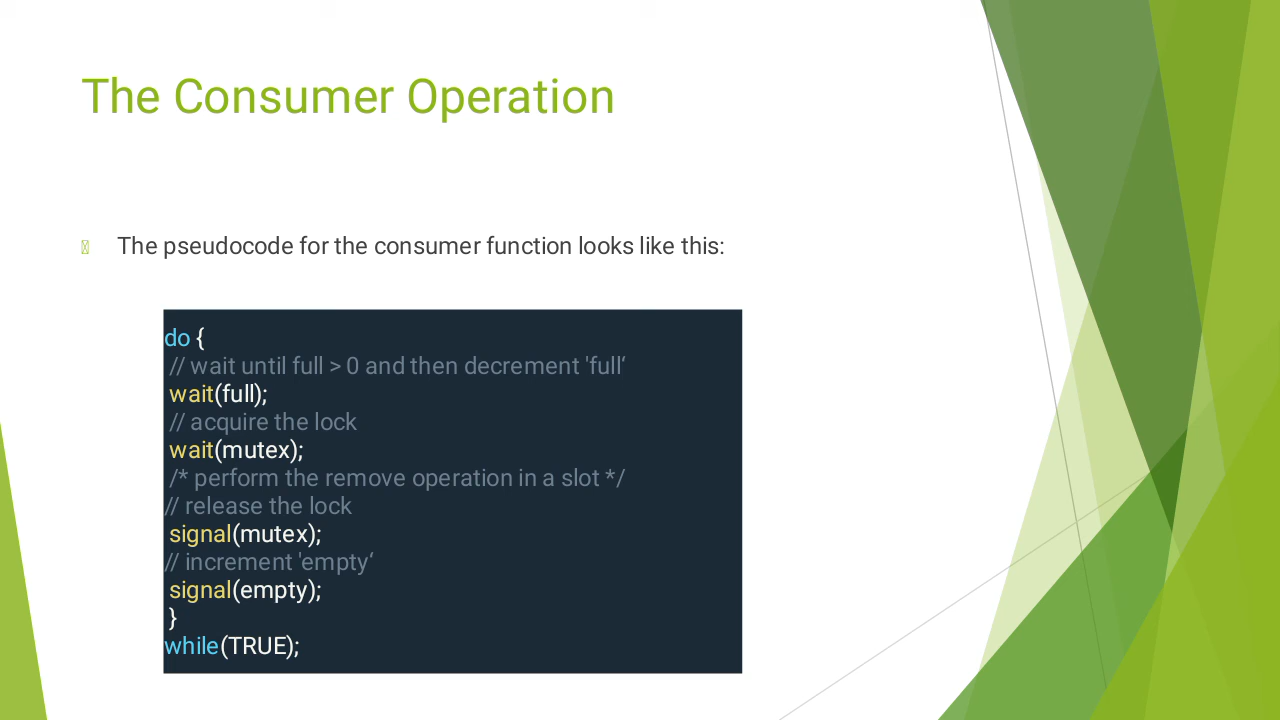 The Consumer Operation
The pseudocode for the consumer function looks like this:
do {
// wait until full > 0 and then decrement 'full‘
wait(full);
// acquire the lock
wait(mutex);
/* perform the remove operation in a slot */
// release the lock
signal(mutex);
// increment 'empty‘
signal(empty);
}
while(TRUE);